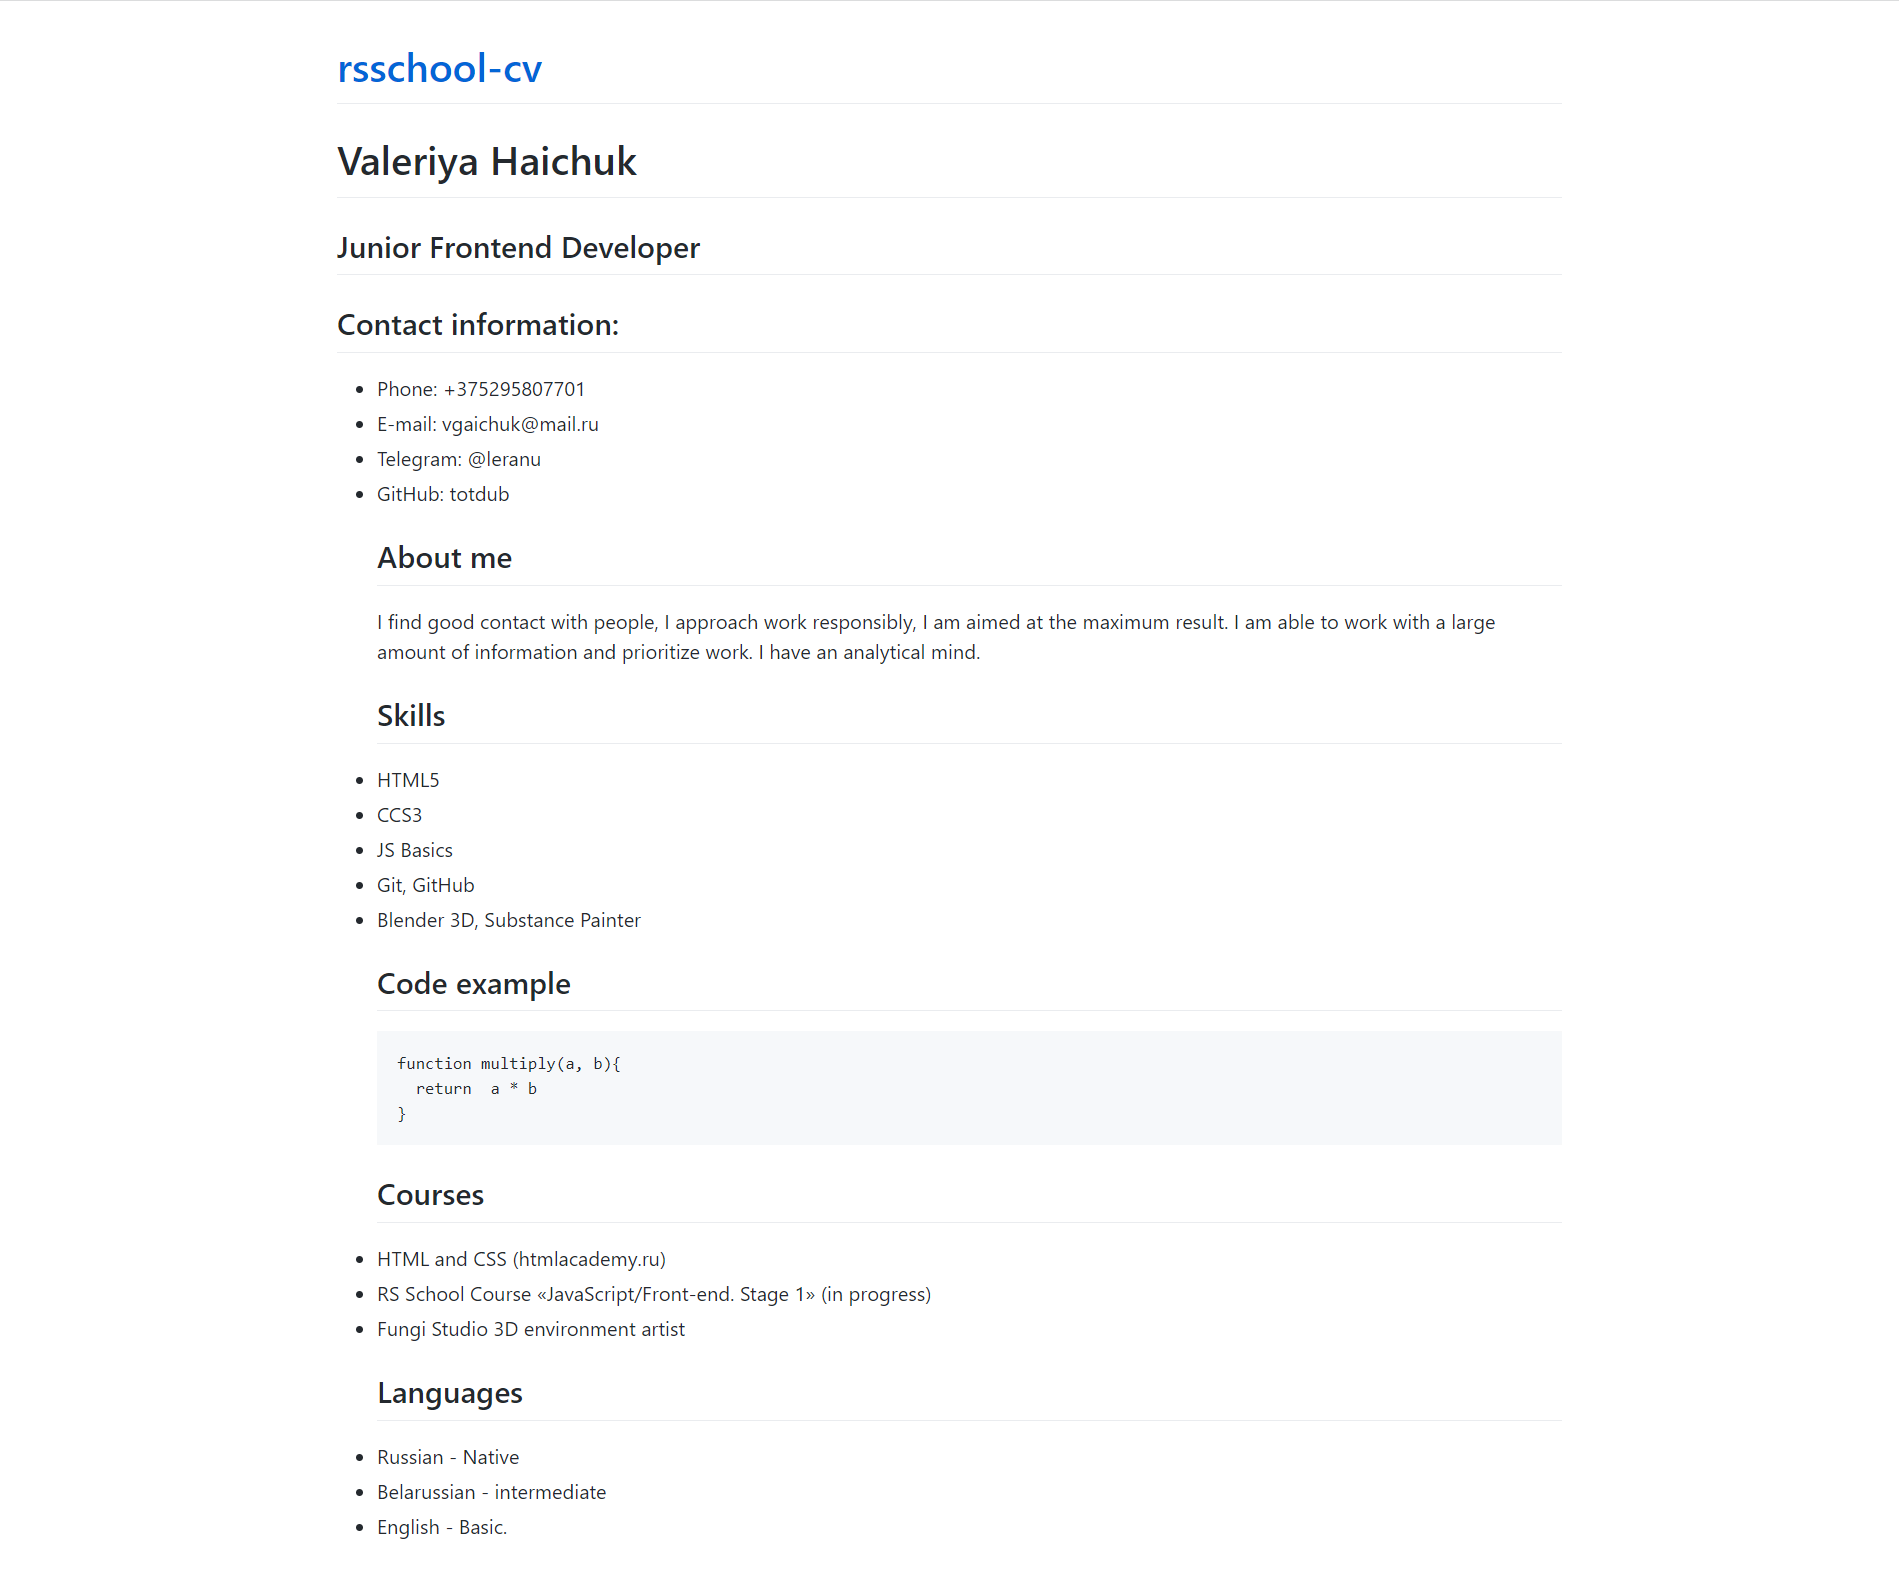 rsschool-cv
Valeriya Haichuk
Junior Frontend Developer
Contact information:
Phone: +375295807701
E-mail: vgaichuk@mail.ru
Telegram: @leranu
GitHub: totdub
About me
I find good contact with people, I approach work responsibly, I am aimed at the maximum result. I am able to work with a large
amount of information and prioritize work. I have an analytical mind.
Skills
HTML5
CCS3
JS Basics
Git, GitHub
Blender 3D, Substance Painter
Code example
function multiply(a, b){
  return  a * b
}
Courses
HTML and CSS (htmlacademy.ru)
RS School Course «JavaScript/Front-end. Stage 1» (in progress)
Fungi Studio 3D environment artist
Languages
Russian - Native
Belarussian - intermediate
English - Basic.